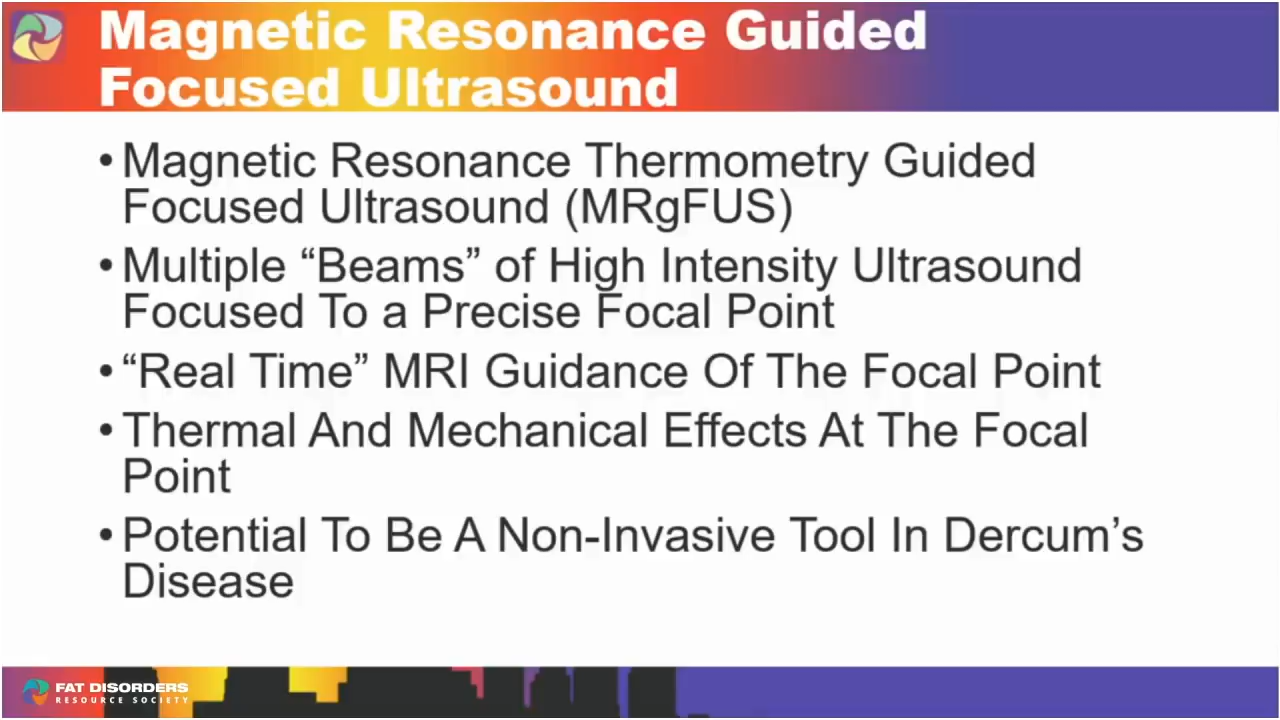 Magnetic Resonance Guided
Focused Ultrasound
• Magnetic Resonance Thermometry Guided
Focused Ultrasound (MRgFUS)
• Multiple “Beams” of High Intensity Ultrasound
Focused To a Precise Focal Point
• “Real Time” MRI Guidance Of The Focal Point
• Thermal And Mechanical Effects At The Focal
Point
• Potential To Be A Non-Invasive Tool In Dercum’s
Disease
FAT DISORDERS
RESOURCE SOCIETY